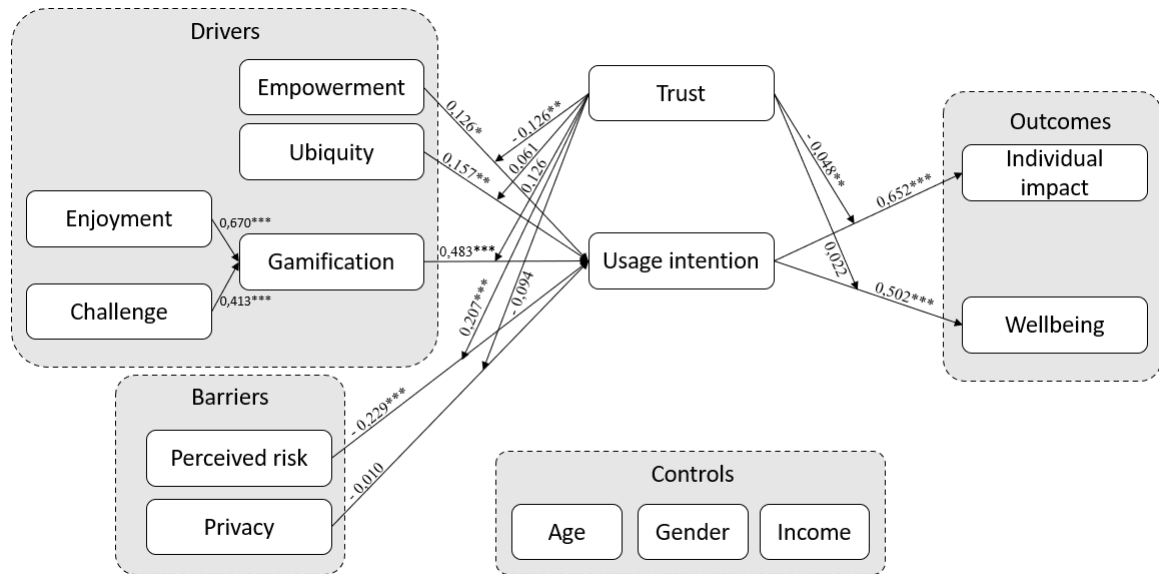 Drivers
Empowerment
Ubiquity
Enjoyment
Challenge
Gamification
0,670***
0,413***
0,126*
0,157**
0,483***
Trust
- 0,126**
0,061
0,126
0,207***
- 0,094
Usage intention
- 0,048**
0,022
0,652***
0,502***
Outcomes
Individual
impact
Wellbeing
Barriers
Perceived risk
Privacy
- 0,229***
- 0,010
Controls
Age
Gender
Income